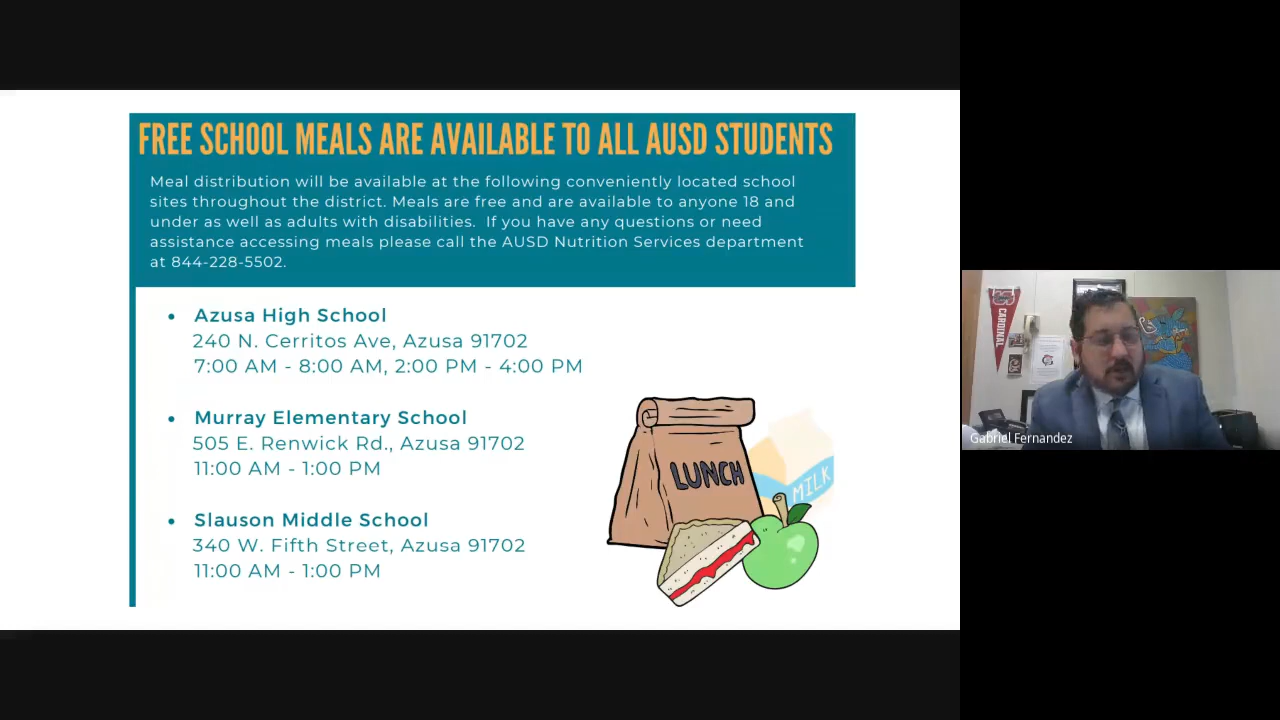 FREE SCHOOL MEALS ARE AVAILABLE TO ALL AUSD STUDENTS
Meal distribution will be available at the following conveniently located school
sites throughout the district. Meals are free and are available to anyone 18 and
under as well as adults with disabilities. If you have any questions or need
assistance accessing meals please call the AUSD Nutrition Services department
at 844-228-5502.
• Azusa High School
240 N. Cerritos Ave, Azusa 91702
7:00 AM - 8:00 AM, 2:00 PM - 4:00 PM
• Murray Elementary School
505 E. Renwick Rd., Azusa 91702
11:00 AM - 1:00 PM
• Slauson Middle School
340 W. Fifth Street, Azusa 91702
11:00 AM - 1:00 PM
LUNCH
MILK
CARDINAL
Gabriel Fernandez